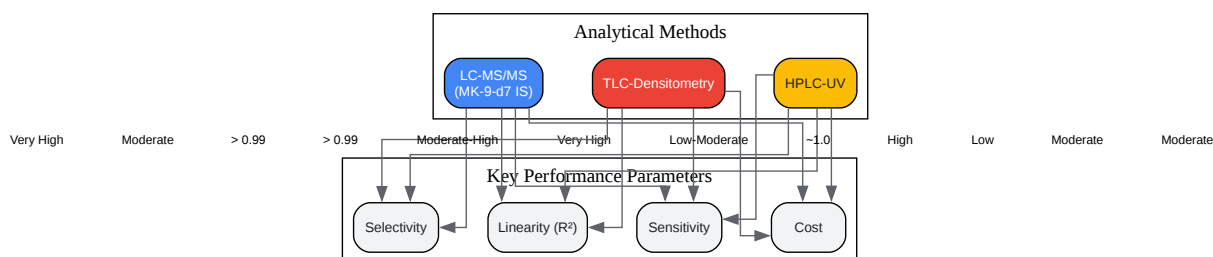 Analytical Methods
LC-MS/MS
(MK-9-d7 IS)
TLC-Densitometry
HPLC-UV
Very High
Moderate
> 0.99
> 0.99
Moderate-High
Very High
Low-Moderate
~1.0
High
Low
Moderate
Moderate
Key Performance Parameters
Selectivity
Linearity (R²)
Sensitivity
Cost